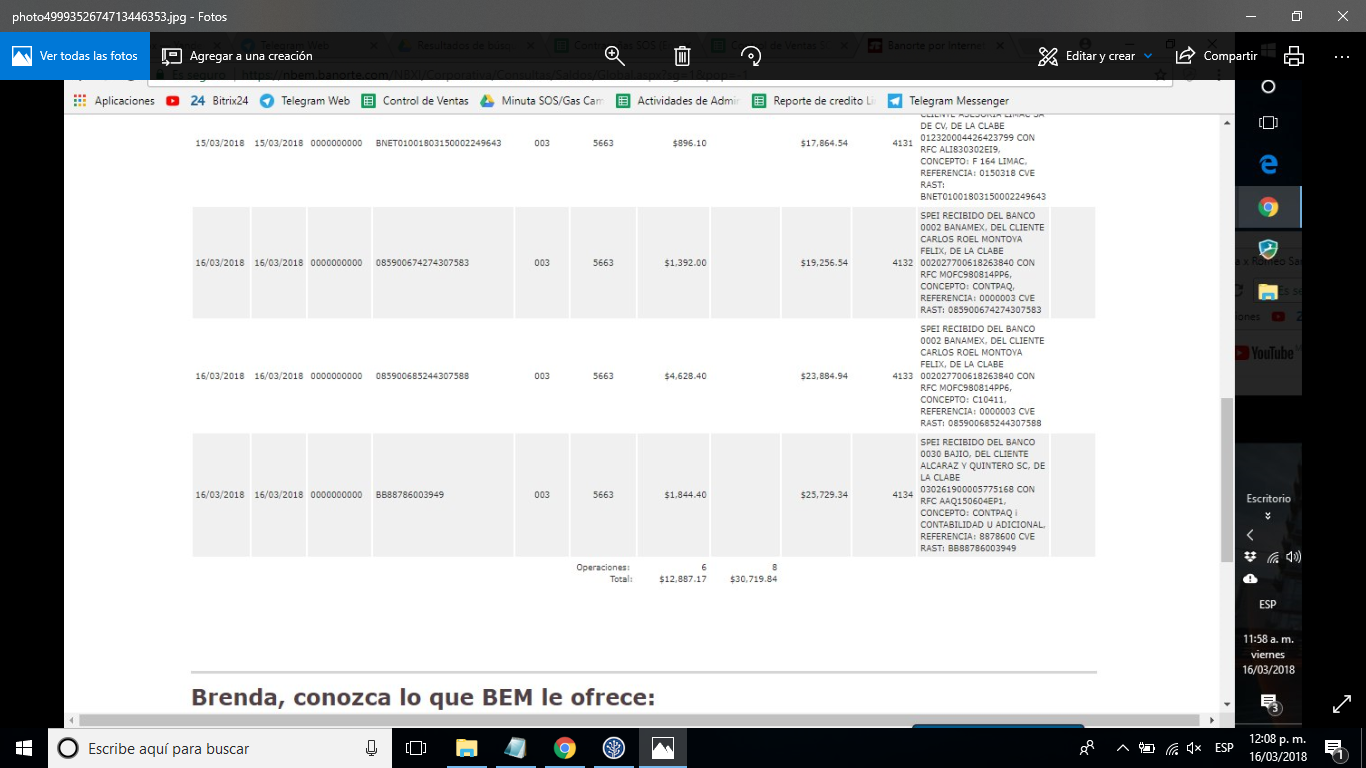 photo4999352674713446353.jpg - Fotos
Ver todas las fotos
Agregar a una creación
Editar y crear
Compartir
Aplicaciones
24 Bitrix24
Telegram Web
Control de Ventas
Minuta SOS/Gas Cam
Actividades de Admin
Reporte de credito Li
Telegram Messenger
CLIENTE ASESORIA LIMAC SA
DE CV, DE LA CLABE
012320004426423799 CON
RFC ALI830302EI9,
CONCEPTO: F 164 LIMAC,
REFERENCIA: 0150318 CVE
RAST:
BNET01001803150002249643
15/03/2018 15/03/2018 0000000000 BNET01001803150002249643 003 5663 $896.10 $17,864.54 4131
SPEI RECIBIDO DEL BANCO
0002 BANAMEX, DEL CLIENTE
CARLOS ROEL MONTOYA
FELIX, DE LA CLABE
002027700618263840 CON
RFC MOFC980814PP6,
CONCEPTO: CONTPAQ,
REFERENCIA: 0000003 CVE
RAST: 085900674274307583
16/03/2018 16/03/2018 0000000000 085900674274307583 003 5663 $1,392.00 $19,256.54 4132
SPEI RECIBIDO DEL BANCO
0002 BANAMEX, DEL CLIENTE
CARLOS ROEL MONTOYA
FELIX, DE LA CLABE
002027700618263840 CON
RFC MOFC980814PP6,
CONCEPTO: C10411,
REFERENCIA: 0000003 CVE
RAST: 085900685244307588
16/03/2018 16/03/2018 0000000000 085900685244307588 003 5663 $4,628.40 $23,884.94 4133
SPEI RECIBIDO DEL BANCO
0030 BAJIO, DEL CLIENTE
ALCARAZ Y QUINTERO SC, DE
LA CLABE
030261900005775168 CON
RFC AAQ150604EP1,
CONCEPTO: CONTPAQ i
CONTABILIDAD U ADICIONAL,
REFERENCIA: 8878600 CVE
RAST: BB88786003949
16/03/2018 16/03/2018 0000000000 BB88786003949 003 5663 $1,844.40 $25,729.34 4134
Operaciones: 6 8
Total: $12,887.17 $30,719.84
Brenda, conozca lo que BEM le ofrece:
YouTube
Escritorio
ESP
11:58 a. m.
viernes
16/03/2018
3
Escribe aquí para buscar
ESP
12:08 p. m.
16/03/2018
1